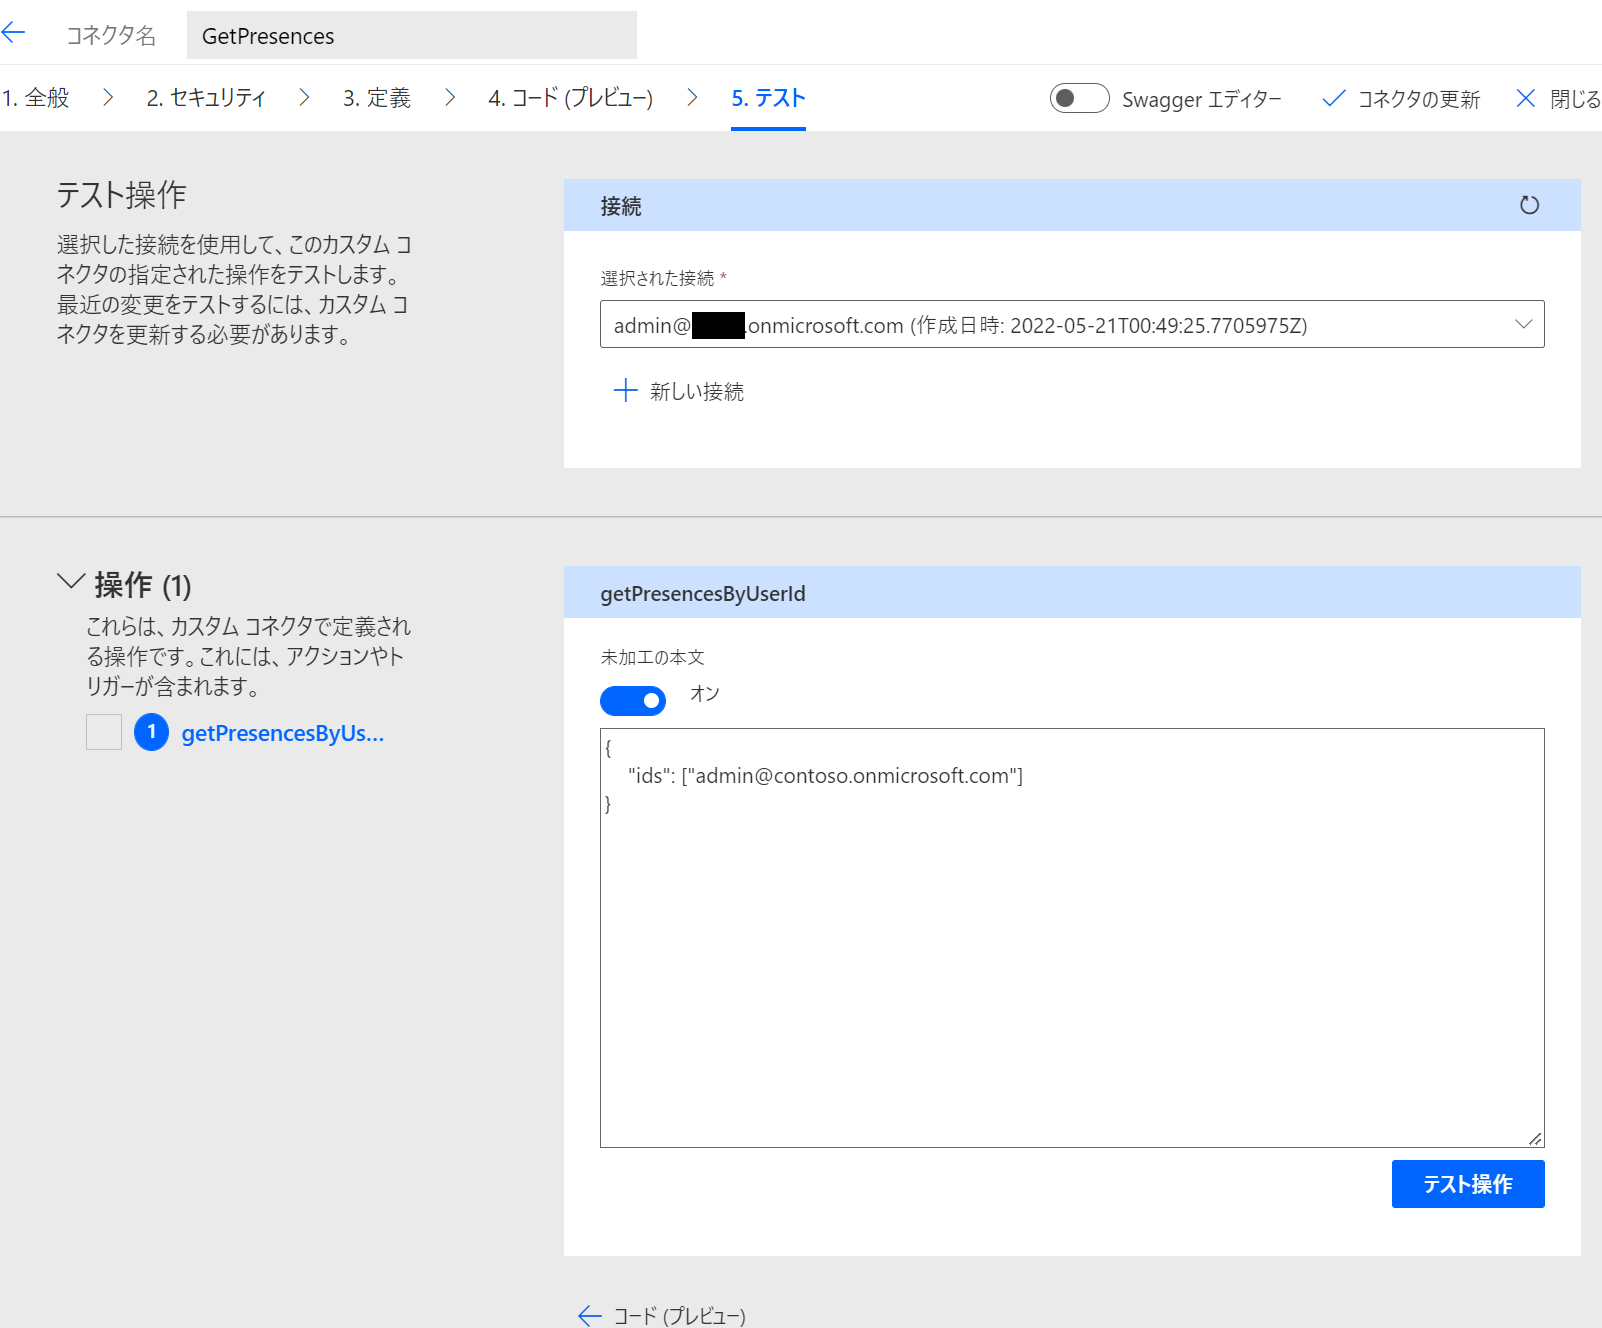 コネクタ名 GetPresences
1. 全般 2. セキュリティ 3. 定義 4. コード (プレビュー) 5. テスト Swagger エディター コネクタの更新 閉じる
テスト操作
選択した接続を使用して、このカスタム コ
ネクタの指定された操作をテストします。
最近の変更をテストするには、カスタム コ
ネクタを更新する必要があります。
接続
選択された接続 *
admin@ .onmicrosoft.com (作成日時: 2022-05-21T00:49:25.7705975Z)
新しい接続
操作 (1)
これらは、カスタム コネクタで定義され
る操作です。これには、アクションやト
リガーが含まれます。
1 getPresencesByUs...
getPresencesByUserId
未加工の本文
オン
{
"ids": ["admin@contoso.onmicrosoft.com"]
}
テスト操作
コード (プレビュー)